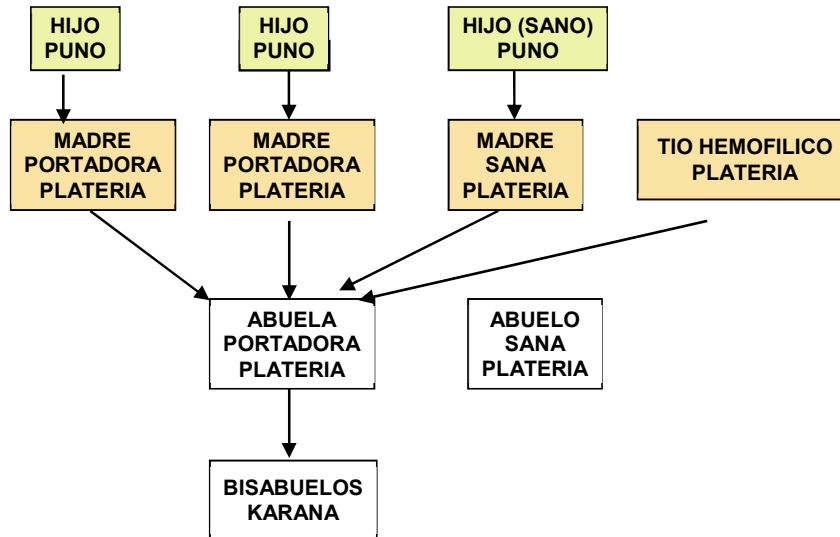 HIJO
PUNO
HIJO
PUNO
HIJO (SANO)
PUNO
MADRE
PORTADORA
PLATERIA
MADRE
PORTADORA
PLATERIA
MADRE
SANA
PLATERIA
TIO HEMOFILICO
PLATERIA
ABUELA
PORTADORA
PLATERIA
ABUELO
SANA
PLATERIA
BISABUELOS
KARANA